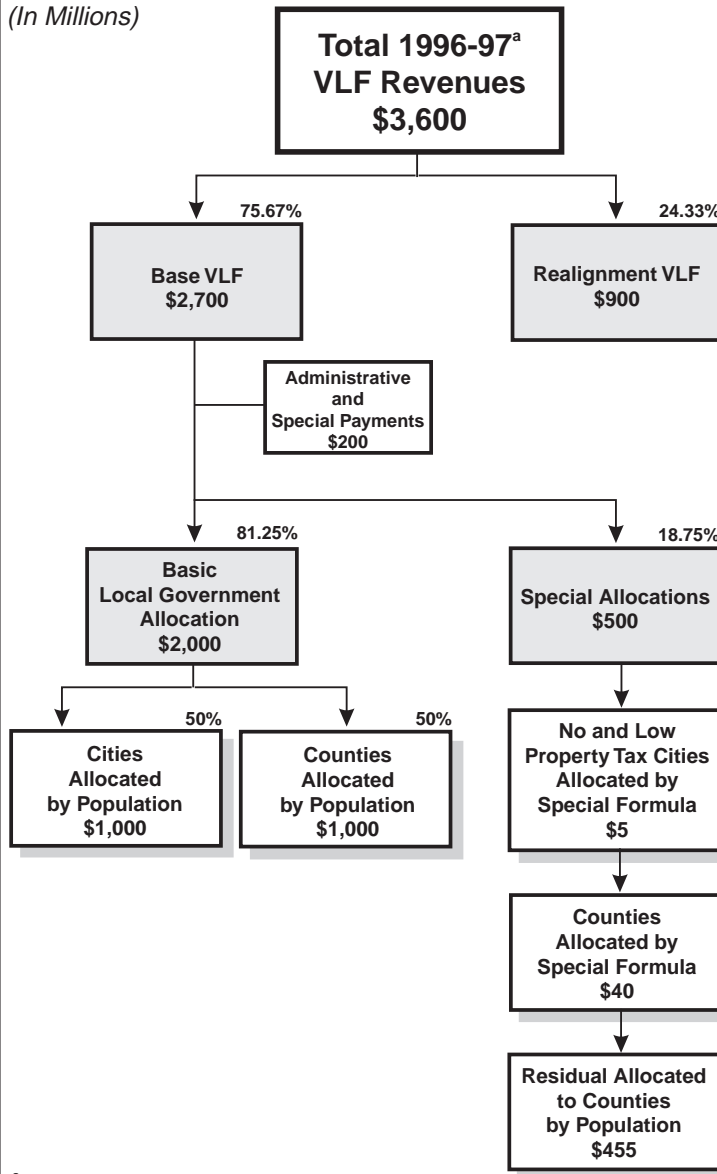 (In Millions)
Total 1996-97a
VLF Revenues
$3,600
75.67%
24.33%
Base VLF
$2,700
Realignment VLF
$900
Administrative
and
Special Payments
$200
81.25%
18.75%
Basic
Local Government
Allocation
$2,000
Special Allocations
$500
50%
50%
Cities
Allocated
by Population
$1,000
Counties
Allocated
by Population
$1,000
No and Low
Property Tax Cities
Allocated by
Special Formula
$5
Counties
Allocated by
Special Formula
$40
Residual Allocated
to Counties
by Population
$455